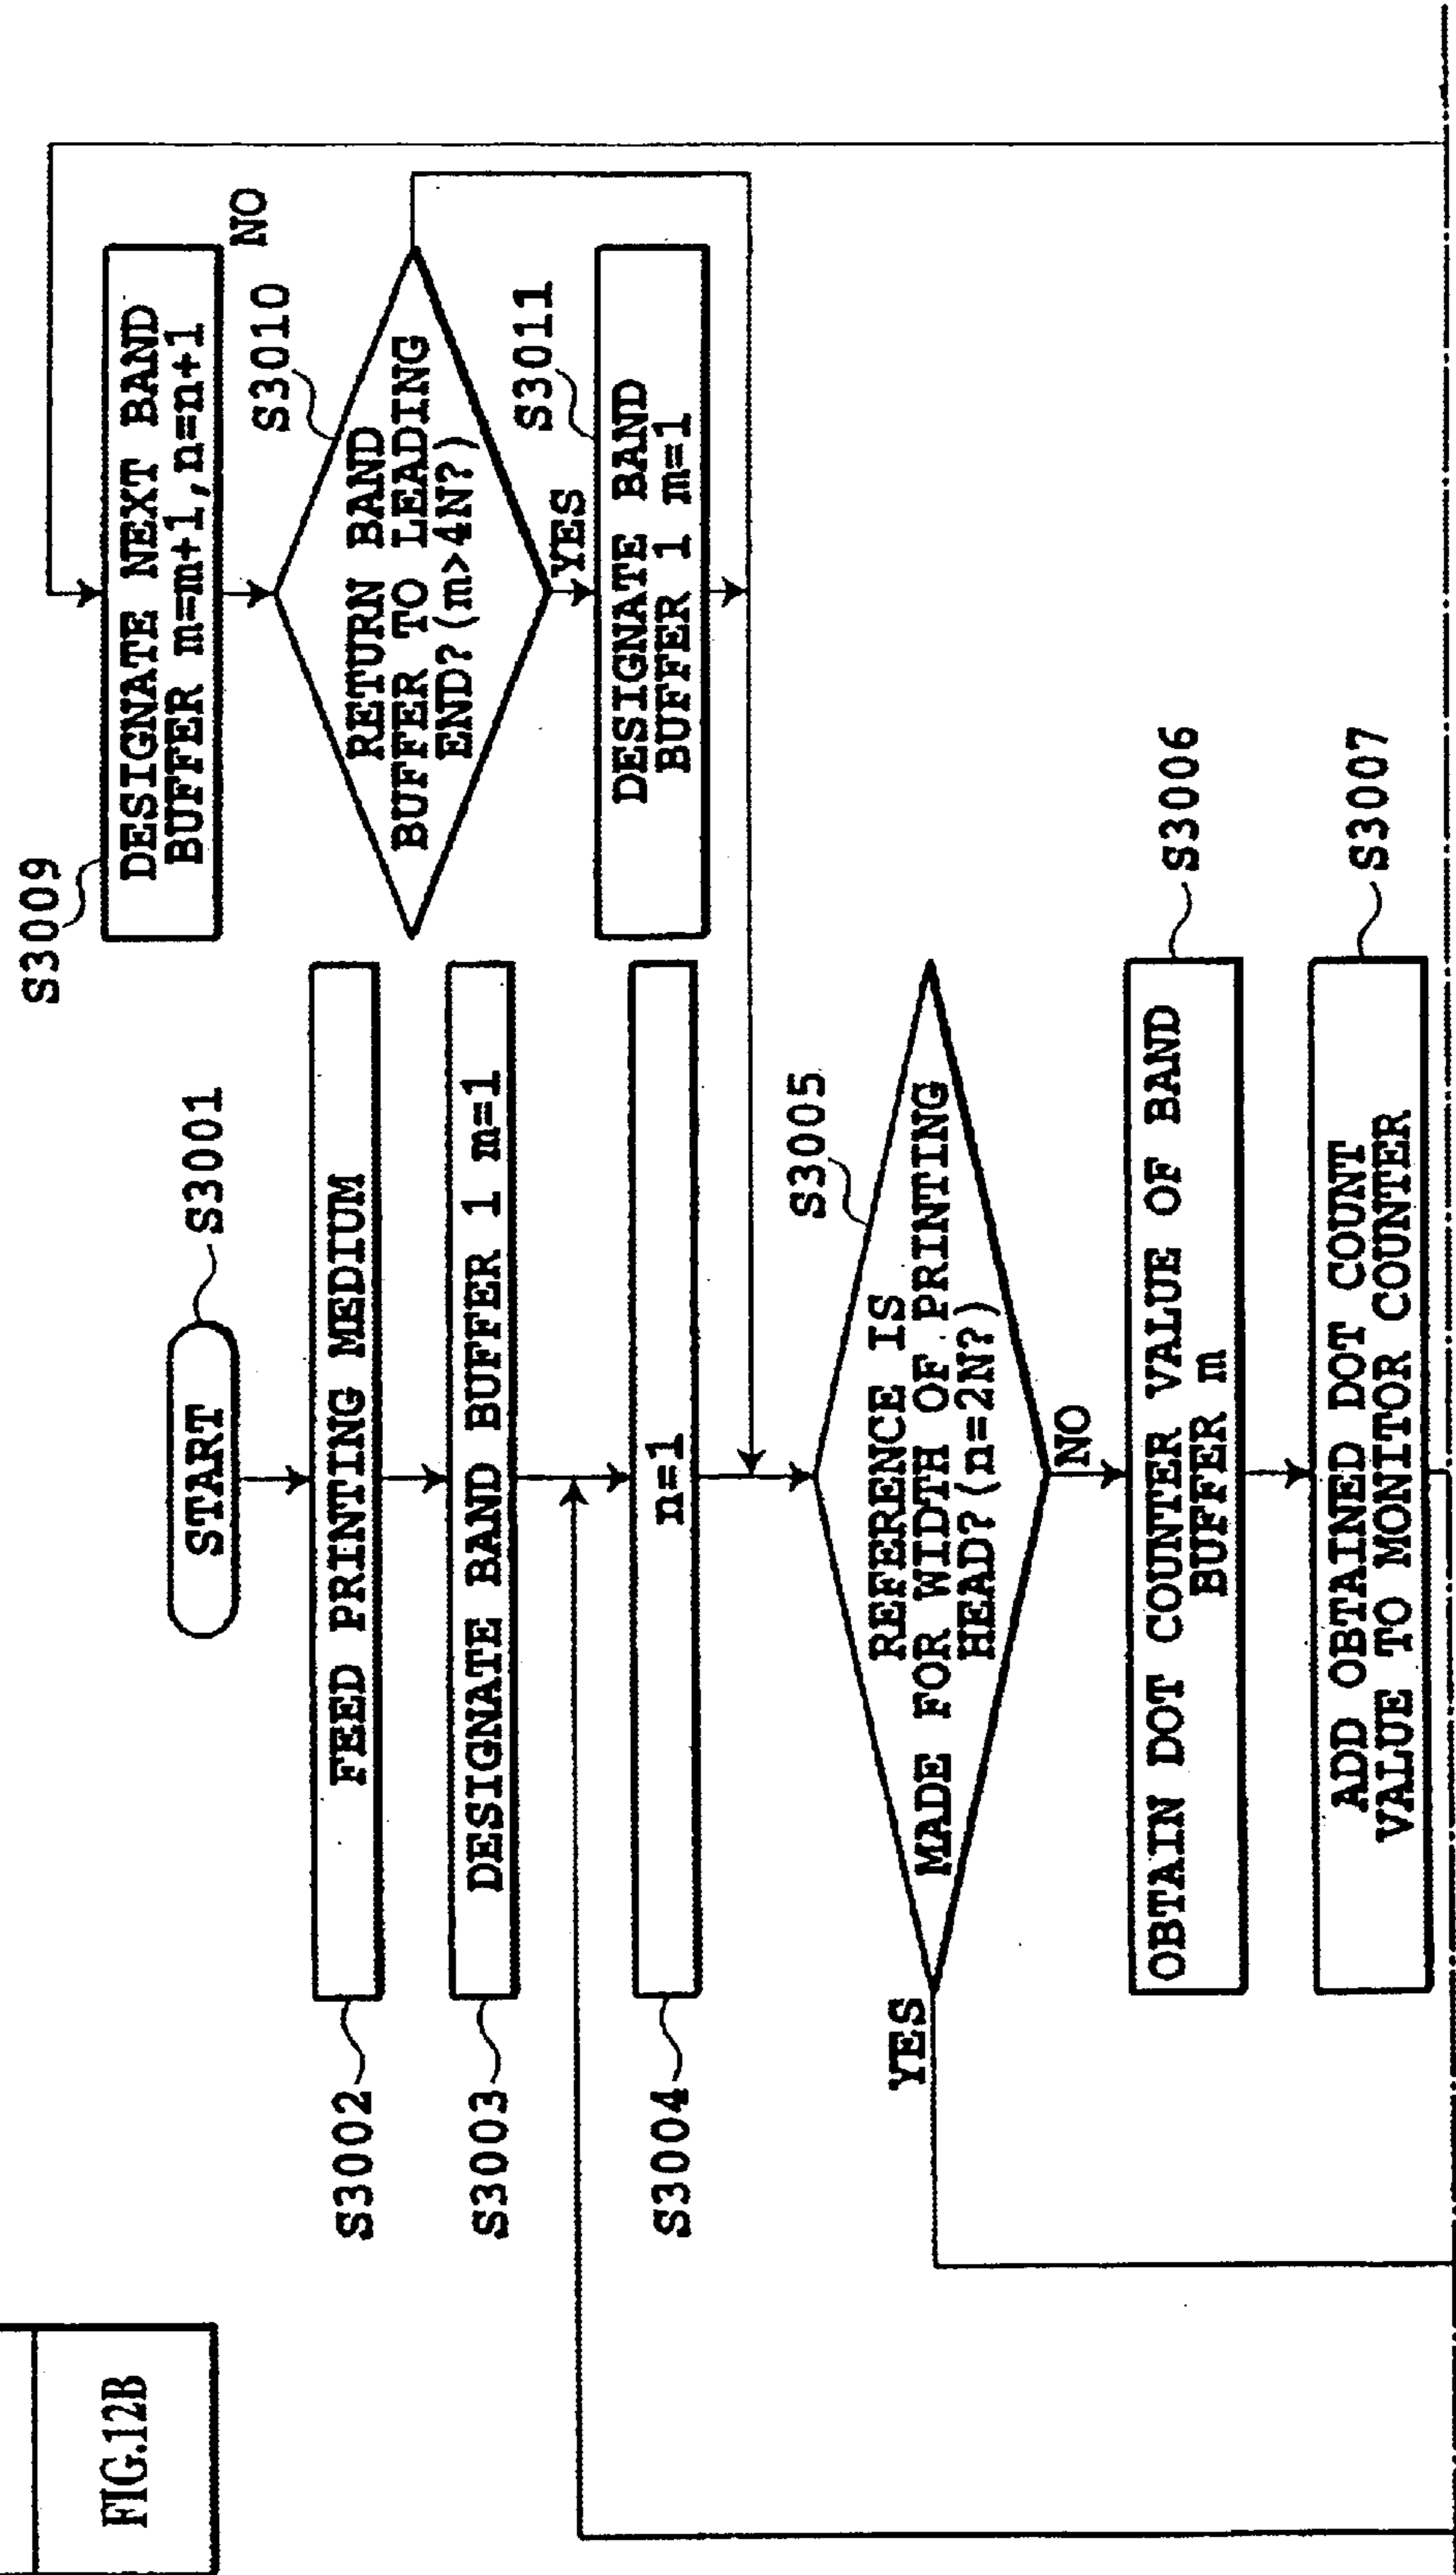 FIG.12B
START
S3001
S3002
FEED PRINTING MEDIUM
S3003
DESIGNATE BAND BUFFER 1 m=1
S3004
n=1
S3005
REFERENCE IS
MADE FOR WIDTH OF PRINTING
HEAD?(n=2N?)
YES
NO
OBTAIN DOT COUNTER VALUE OF BAND
BUFFER m
S3006
ADD OBTAINED DOT COUNT
VALUE TO MONITOR COUNTER
S3007
S3009
DESIGNATE NEXT BAND
BUFFER m=m+1,n=n+1
S3010
NO
RETURN BAND
BUFFER TO LEADING
END?(m>4N?)
YES
S3011
DESIGNATE BAND
BUFFER 1 m=1